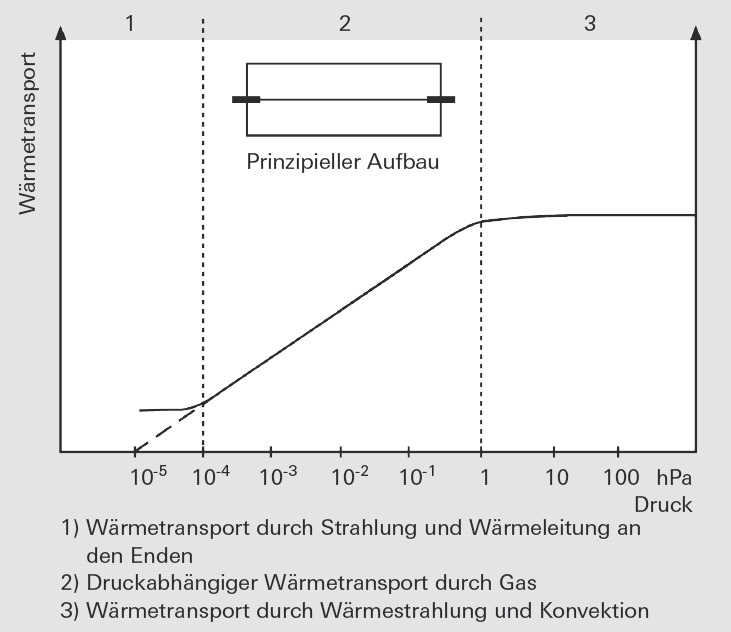 1 2 3
Wärmetransport
Prinzipieller Aufbau
10⁻⁵ 10⁻⁴ 10⁻³ 10⁻² 10⁻¹ 1 10 100 hPa
Druck
1) Wärmetransport durch Strahlung und Wärmeleitung an
den Enden
2) Druckabhängiger Wärmetransport durch Gas
3) Wärmetransport durch Wärmestrahlung und Konvektion